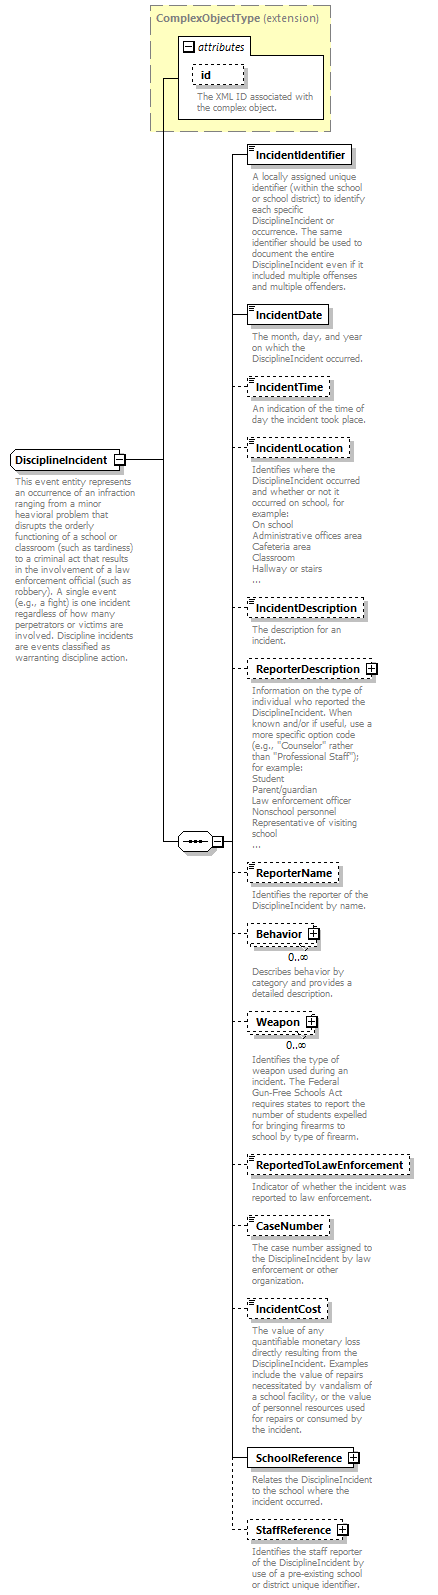 ComplexObjectType (extension)
attributes
id
The XML ID associated with
the complex object.
IncidentIdentifier
A locally assigned unique
identifier (within the school
or school district) to identify
each specific
DisciplineIncident or
occurrence. The same
identifier should be used to
document the entire
DisciplineIncident even if it
included multiple offenses
and multiple offenders.
IncidentDate
The month, day, and year
on which the
DisciplineIncident occurred.
IncidentTime
An indication of the time of
day the incident took place.
DisciplineIncident
This event entity represents
an occurrence of an infraction
ranging from a minor
heavioral problem that
disrupts the orderly
functioning of a school or
classroom (such as tardiness)
to a criminal act that results
in the involvement of a law
enforcement official (such as
robbery). A single event
(e.g., a fight) is one incident
regardless of how many
perpetrators or victims are
involved. Discipline incidents
are events classified as
warranting discipline action.
IncidentLocation
Identifies where the
DisciplineIncident occurred
and whether or not it
occurred on school, for
example:
On school
Administrative offices area
Cafeteria area
Classroom
Hallway or stairs
...
IncidentDescription
The description for an
incident.
ReporterDescription
Information on the type of
individual who reported the
DisciplineIncident. When
known and/or if useful, use a
more specific option code
(e.g., "Counselor" rather
than "Professional Staff");
for example:
Student
Parent/guardian
Law enforcement officer
Nonschool personnel
Representative of visiting
school
...
ReporterName
Identifies the reporter of the
DisciplineIncident by name.
Behavior
0..∞
Describes behavior by
category and provides a
detailed description.
Weapon
0..∞
Identifies the type of
weapon used during an
incident. The Federal
Gun-Free Schools Act
requires states to report the
number of students expelled
for bringing firearms to
school by type of firearm.
ReportedToLawEnforcement
Indicator of whether the incident was
reported to law enforcement.
CaseNumber
The case number assigned to
the DisciplineIncident by law
enforcement or other
organization.
IncidentCost
The value of any
quantifiable monetary loss
directly resulting from the
DisciplineIncident. Examples
include the value of repairs
necessitated by vandalism of
a school facility, or the value
of personnel resources used
for repairs or consumed by
the incident.
SchoolReference
Relates the DisciplineIncident
to the school where the
incident occurred.
StaffReference
Identifies the staff reporter
of the DisciplineIncident by
use of a pre-existing school
or district unique identifier.